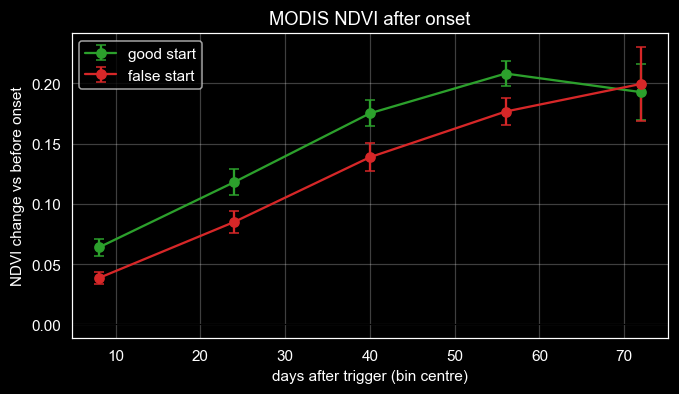 MODIS NDVI after onset
good start
false start
NDVI change vs before onset
0.20
0.15
0.10
0.05
0.00
10 20 30 40 50 60 70
days after trigger (bin centre)